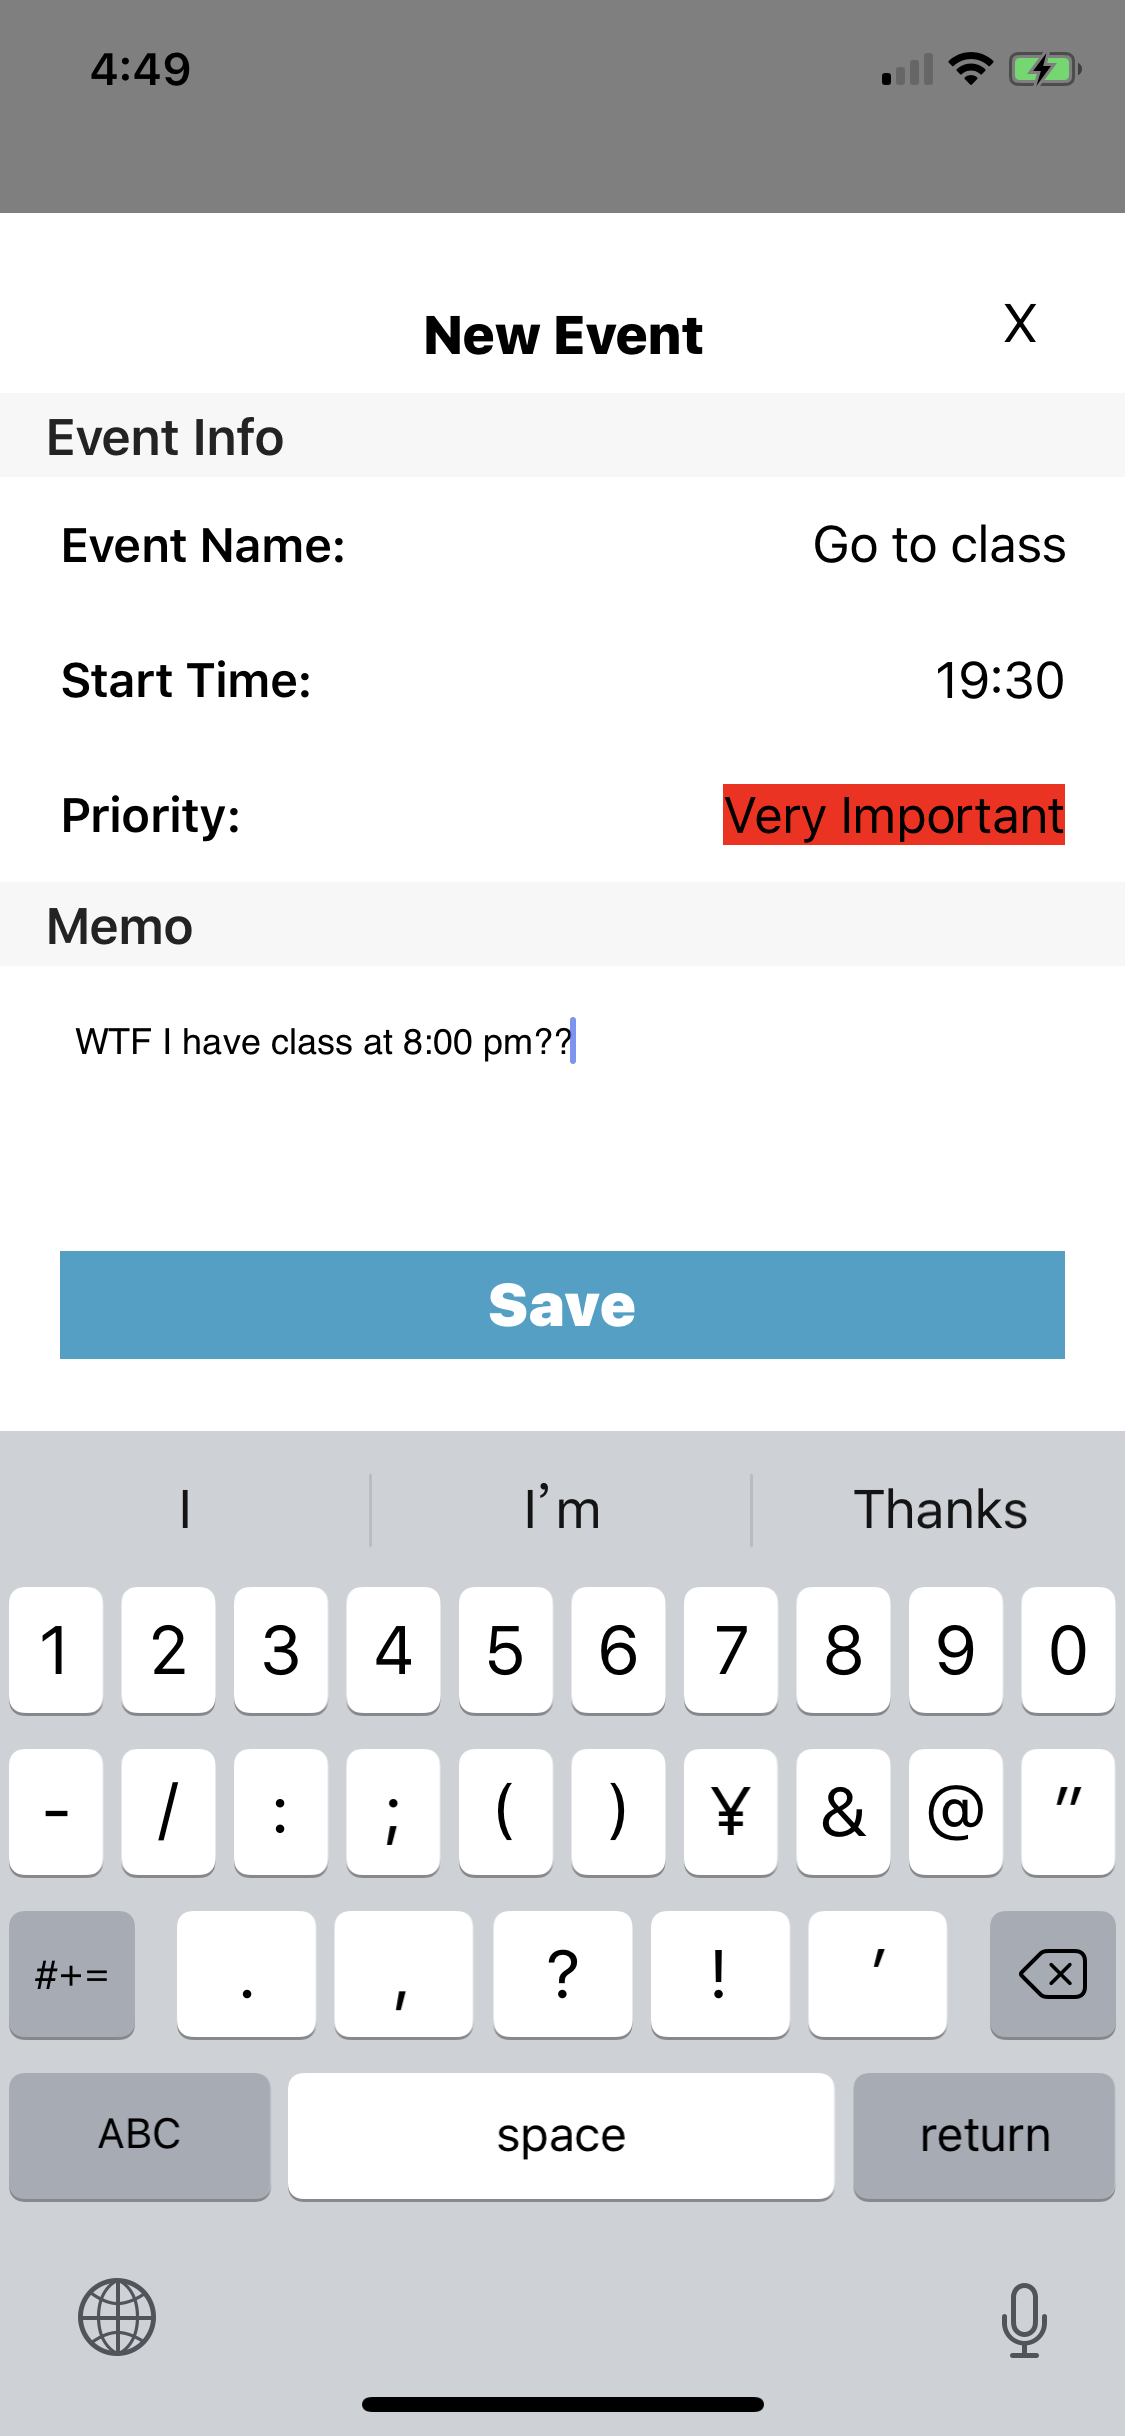 4:49
New Event
X
Event Info
Event Name: Go to class
Start Time: 19:30
Priority: Very Important
Memo
WTF I have class at 8:00 pm??
Save
I I’m Thanks
1 2 3 4 5 6 7 8 9 0
- / : ; ( ) ¥ & @ "
#+= . , ? ! '
ABC space return